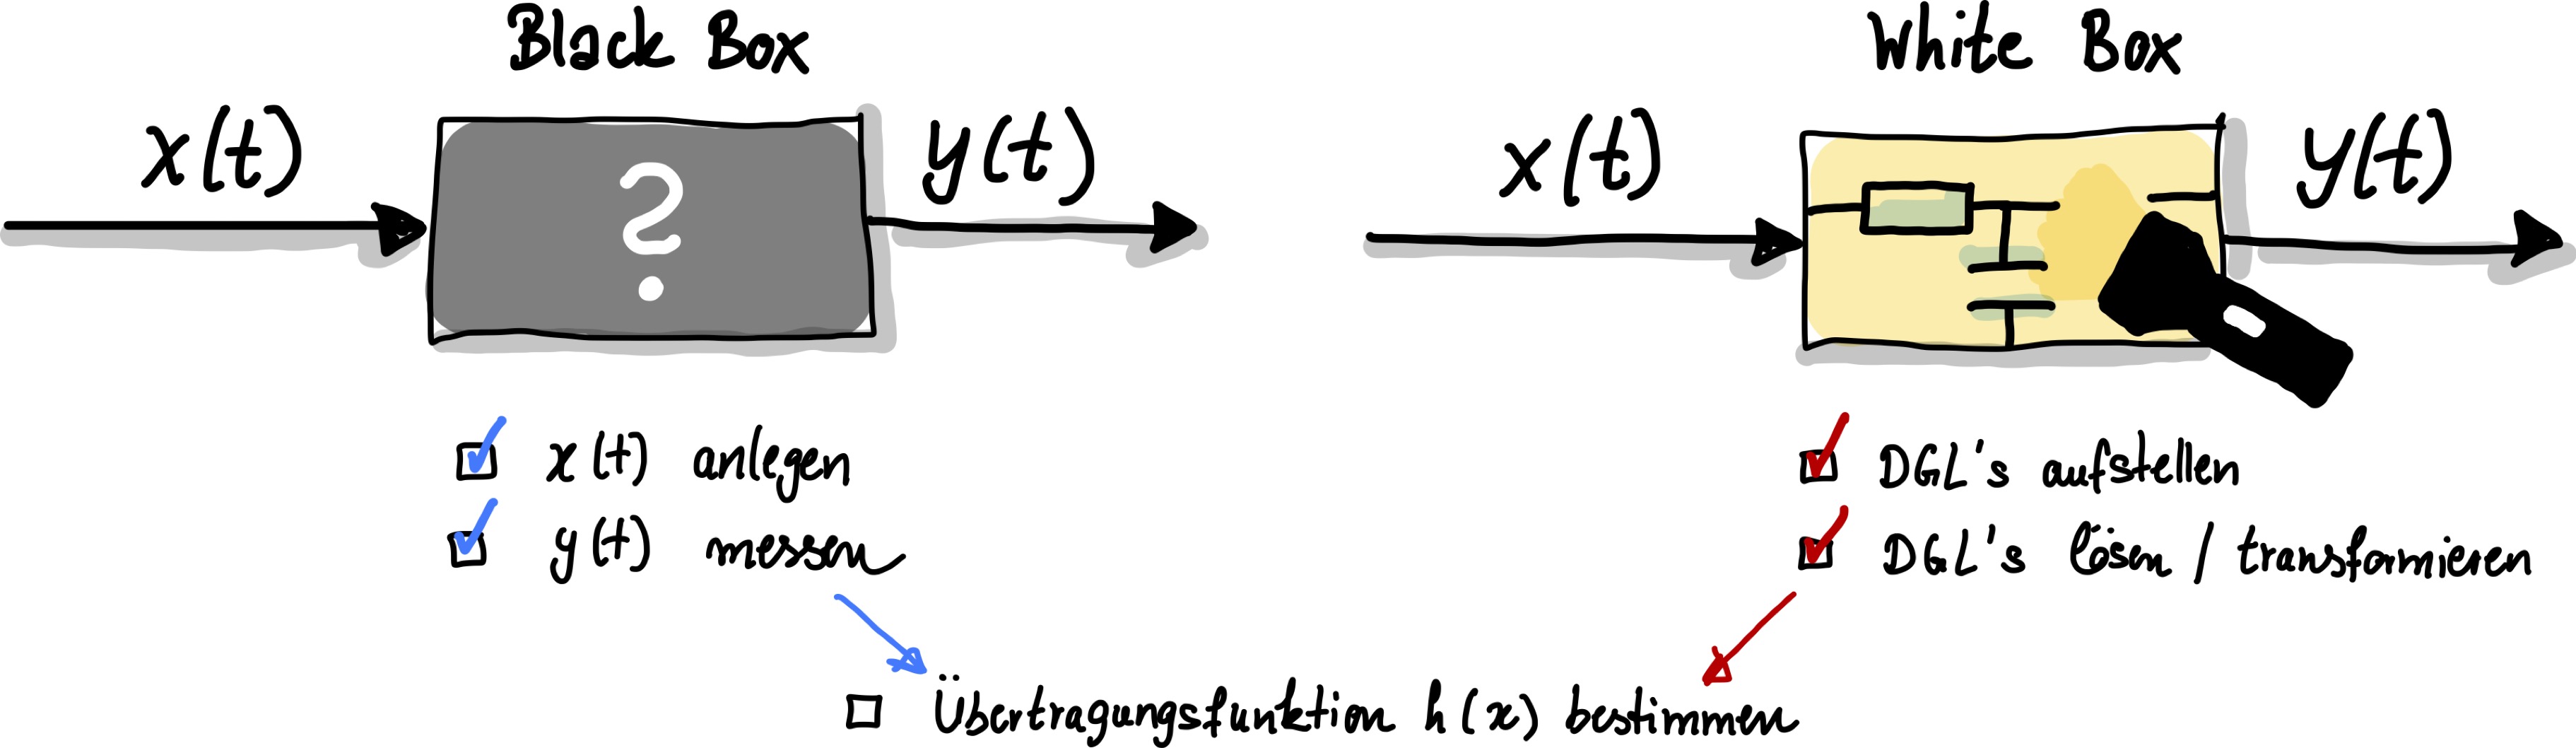 Black Box
x(t)
?
y(t)
x(t) anlegen
y(t) messen
White Box
x(t)
y(t)
DGL's aufstellen
DGL's lösen / transformieren
Übertragungsfunktion h(x) bestimmen